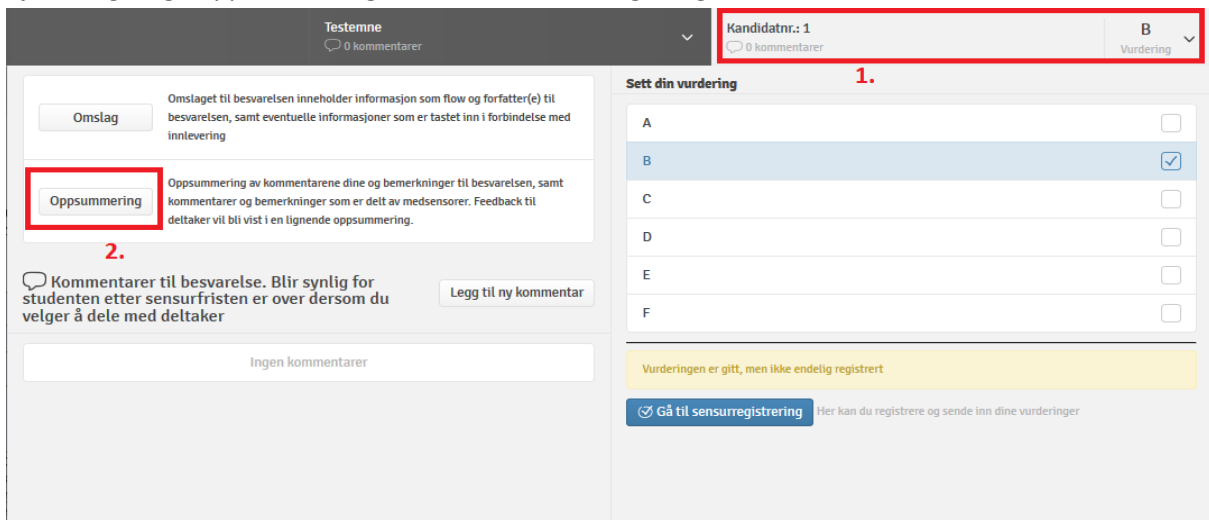 Testemne
0 kommentarer
Kandidatnr.: 1
0 kommentarer
B
Vurdering
1.
Omslag
Omslaget til besvarelsen inneholder informasjon som flow og forfatter(e) til
besvarelsen, samt eventuelle informasjoner som er tastet inn i forbindelse med
innlevering
Oppsummering
Oppsummering av kommentarene dine og bemerkninger til besvarelsen, samt
kommentarer og bemerkninger som er delt av medsensorer. Feedback til
deltaker vil bli vist i en lignende oppsummering.
2.
Kommentarer til besvarelse. Blir synlig for
studenten etter sensurfristen er over dersom du
velger å dele med deltaker
Legg til ny kommentar
Ingen kommentarer
Sett din vurdering
A
B
C
D
E
F
Vurderingen er gitt, men ikke endelig registrert
Gå til sensurregistrering
Her kan du registrere og sende inn dine vurderinger